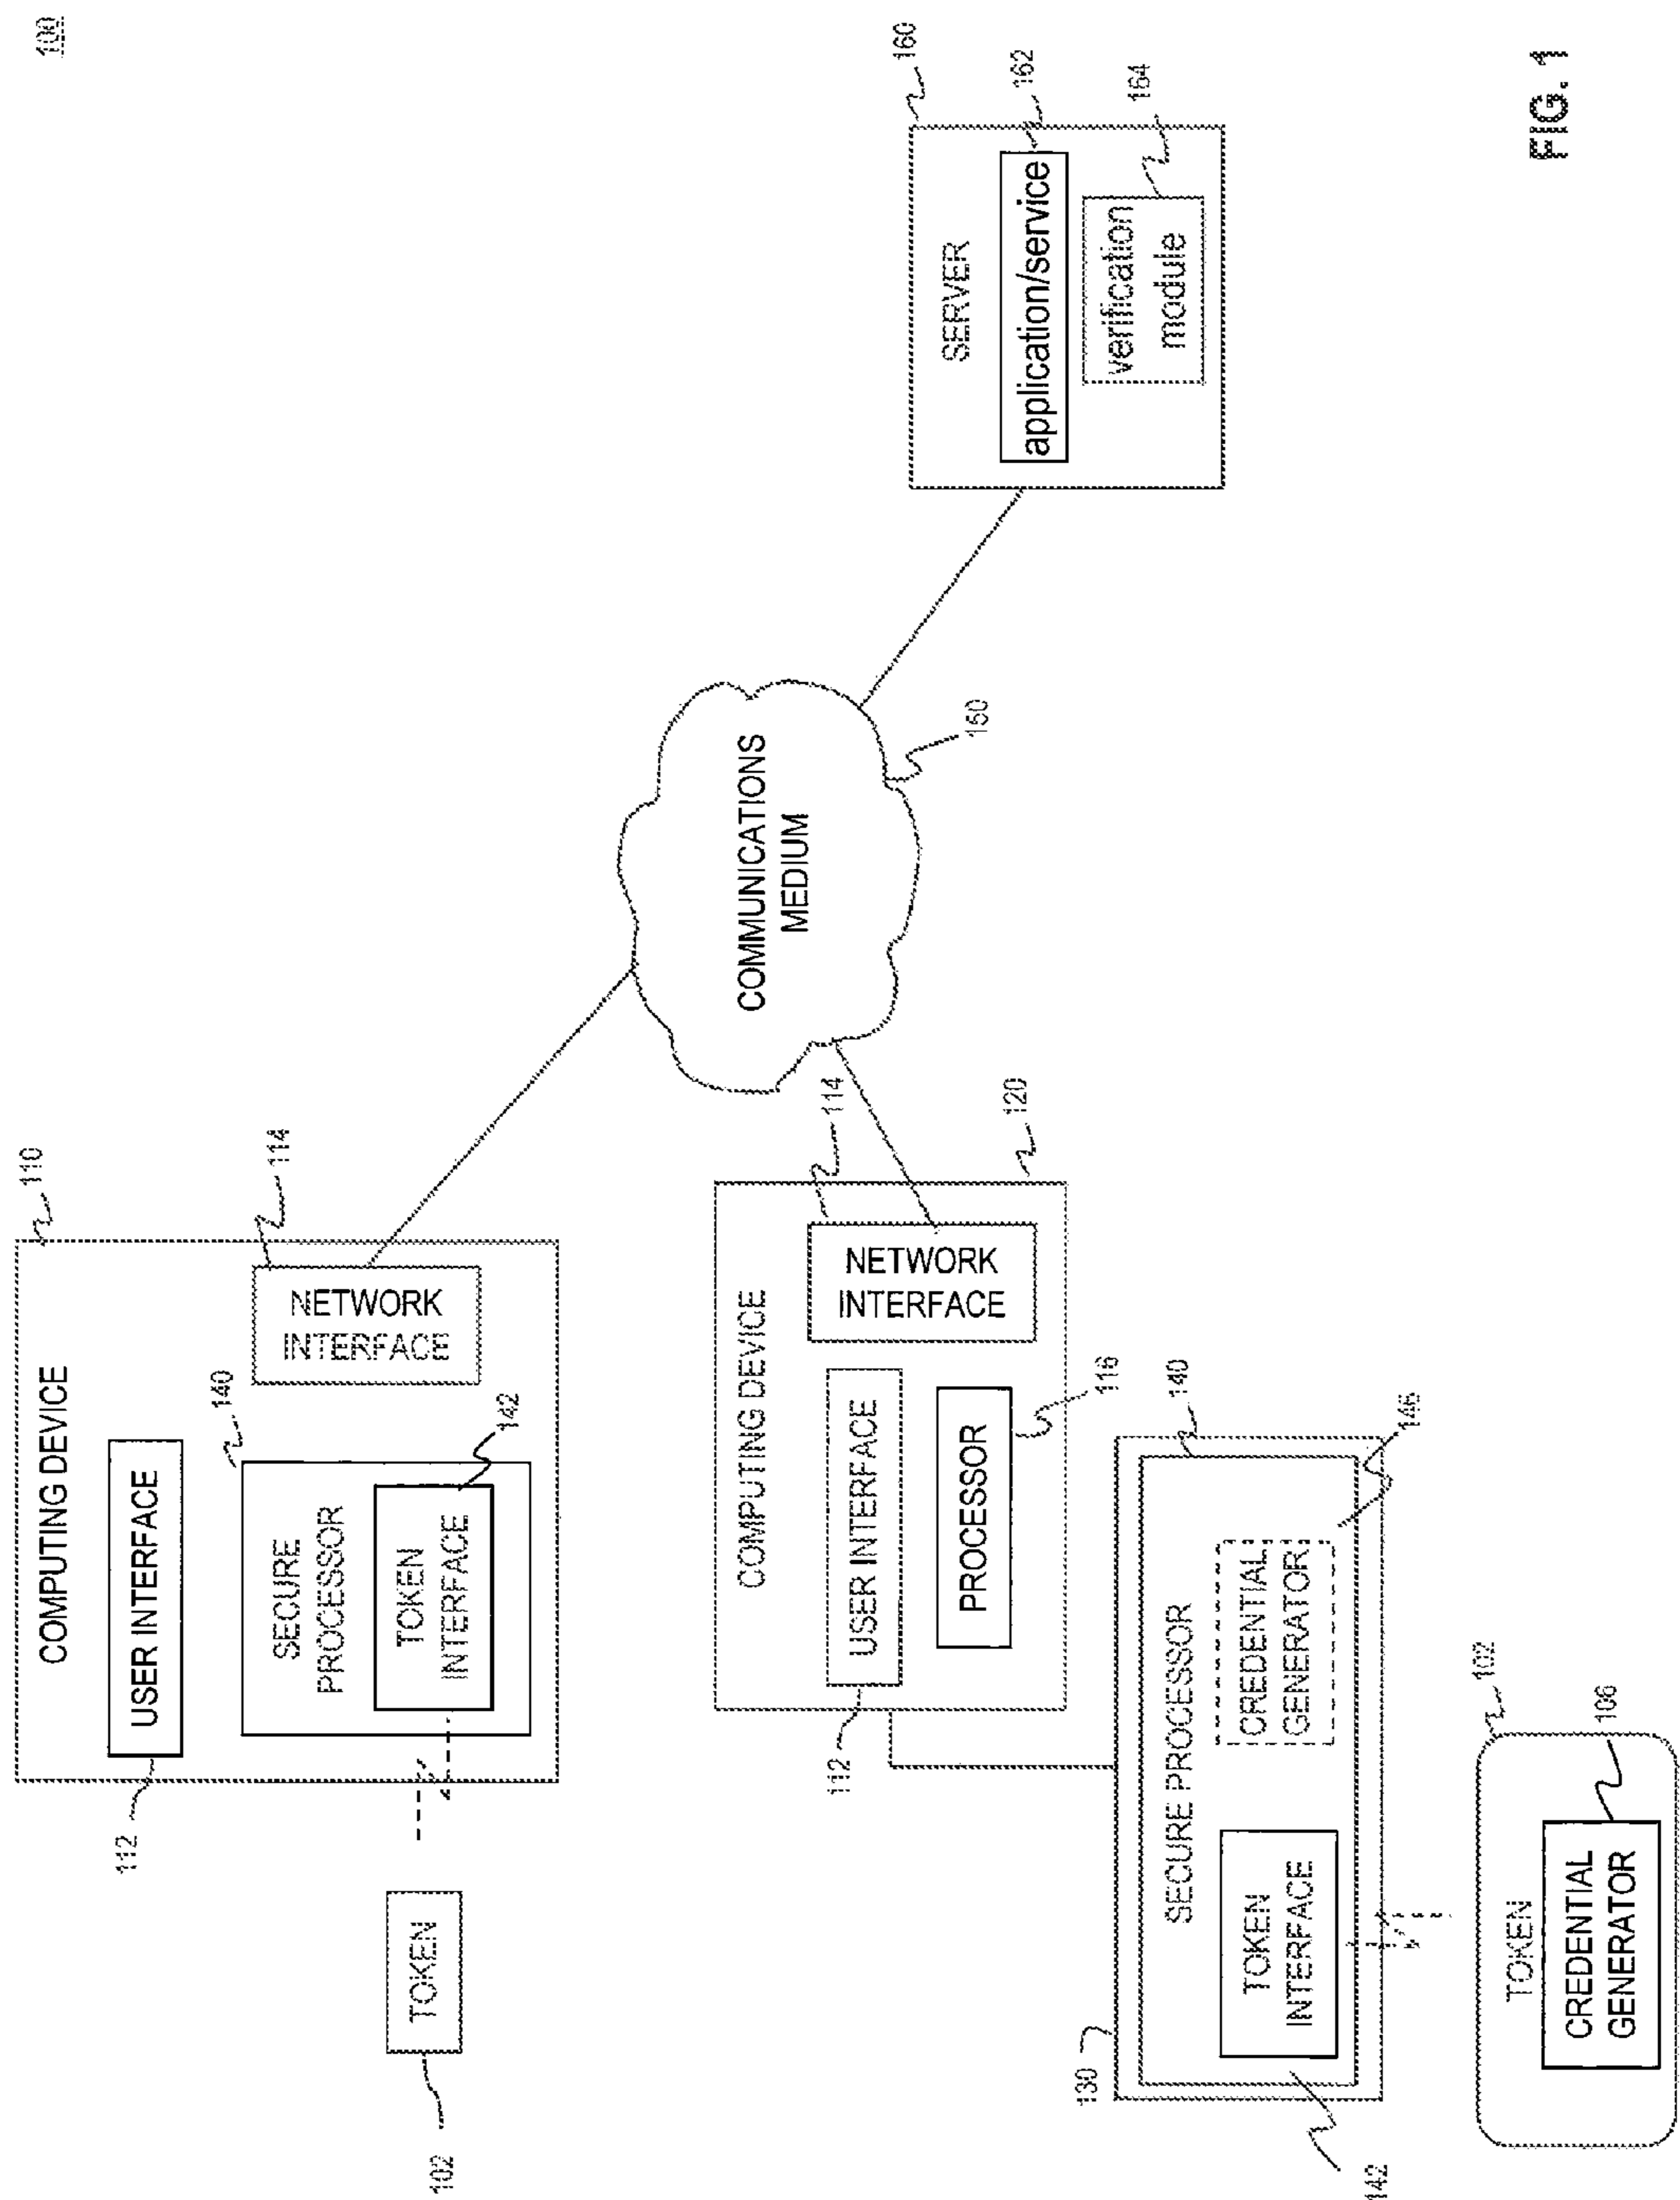 100
110
COMPUTING DEVICE
112
USER INTERFACE
114
NETWORK
INTERFACE
140
SECURE
PROCESSOR
142
TOKEN
INTERFACE
TOKEN
102
COMMUNICATIONS
MEDIUM
150
160
SERVER
162
application/service
164
verification
module
120
COMPUTING DEVICE
114
NETWORK
INTERFACE
112
USER INTERFACE
PROCESSOR
116
130
140
SECURE PROCESSOR
142
TOKEN
INTERFACE
146
CREDENTIAL
GENERATOR
102
TOKEN
106
CREDENTIAL
GENERATOR
FIG. 1